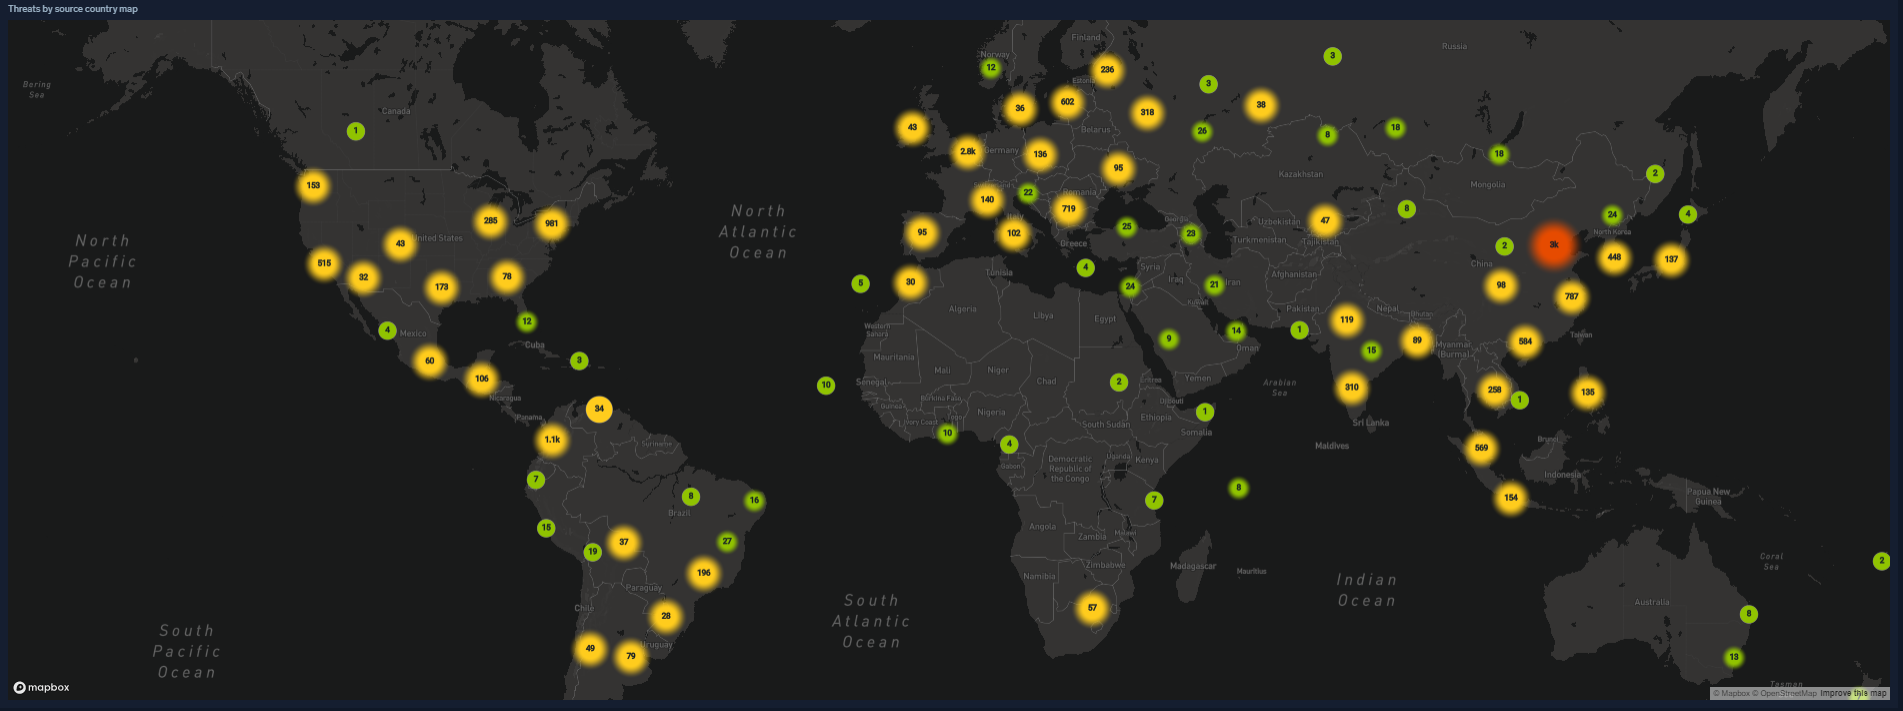 Threats by source country map
Finland
Norway
Russia
Bering
Sea
Estonia
Canada
Belarus
Germany
Kazakhstan
Mongolia
Romania
North
Atlantic
Ocean
North
Pacific
Ocean
United States
Italy
Greece
Georgia
Uzbekistan
Turkmenistan
Tajikistan
North Korea
China
Tunisia
Syria
Iraq
Iran
Afghanistan
Kuwait
Algeria
Libya
Egypt
Pakistan
Nepal
Bhutan
Western
Sahara
Mexico
Cuba
Oman
Myanmar
(Burma)
Taiwan
Mauritania
Mali
Niger
Chad
Senegal
Eritrea
Yemen
Arabian
Sea
Nicaragua
Burkina Faso
Guinea
Djibouti
Panama
Ivory Coast
Togo
Nigeria
Ethiopia
South Sudan
Somalia
Sri Lanka
Maldives
Suriname
Brunei
Gabon
Democratic
Republic of
the Congo
Uganda
Kenya
Indonesia
Papua New
Guinea
Brazil
Angola
Zambia
Malawi
Zimbabwe
Madagascar
Mauritius
Namibia
Coral
Sea
Paraguay
Chile
Uruguay
South
Atlantic
Ocean
Indian
Ocean
Australia
South
Pacific
Ocean
Tasman
3
12
236
3
36
602
38
318
43
1
26
8
18
2.8k
136
18
95
2
153
22
140
719
8
24
4
285
981
95
102
25
23
47
43
2
3k
448
137
515
32
173
78
4
5
30
24
21
98
787
12
119
4
14
1
9
15
89
584
60
3
106
10
2
310
258
1
135
34
1
1.1k
10
4
569
7
8
16
7
8
154
15
19
37
27
2
196
57
8
28
49
79
13
mapbox
© Mapbox © OpenStreetMap Improve this map